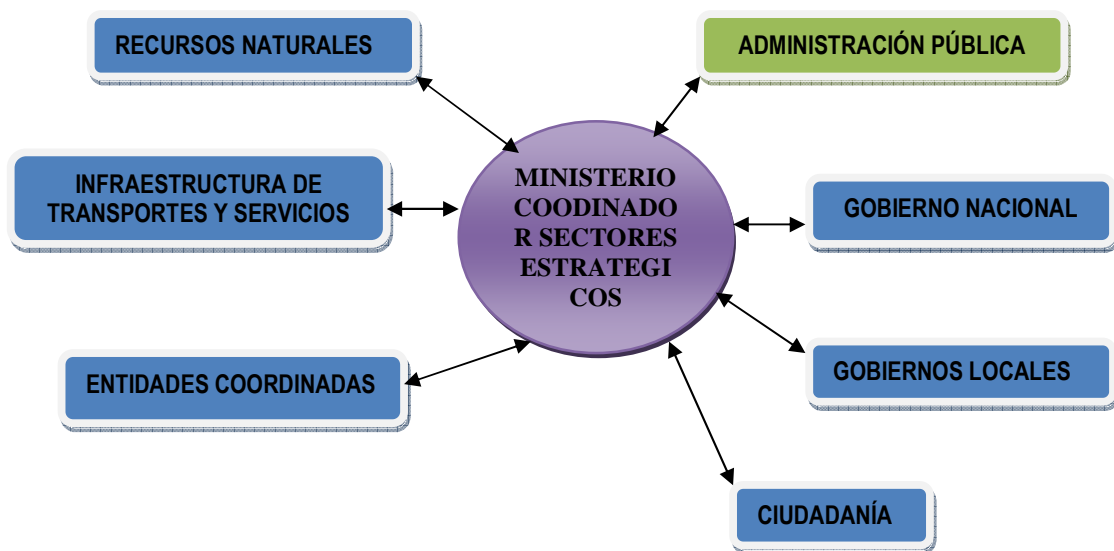 RECURSOS NATURALES
ADMINISTRACIÓN PÚBLICA
INFRAESTRUCTURA DE
TRANSPORTES Y SERVICIOS
MINISTERIO
COODINADO
R SECTORES
ESTRATEGI
COS
GOBIERNO NACIONAL
ENTIDADES COORDINADAS
GOBIERNOS LOCALES
CIUDADANÍA